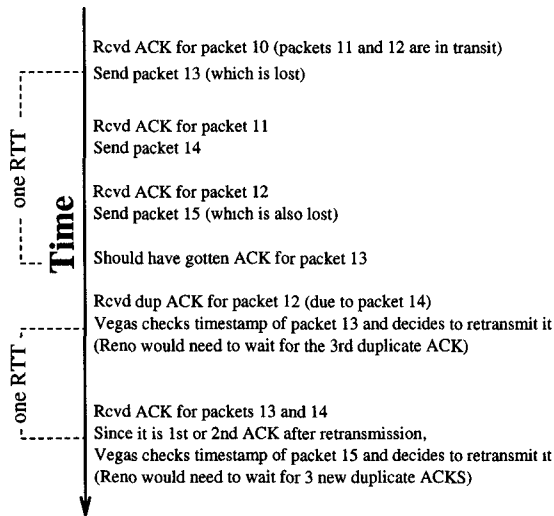 Rcvd ACK for packet 10 (packets 11 and 12 are in transit)
Send packet 13 (which is lost)
one RTT
Rcvd ACK for packet 11
Send packet 14
Rcvd ACK for packet 12
Send packet 15 (which is also lost)
Time
Should have gotten ACK for packet 13
Rcvd dup ACK for packet 12 (due to packet 14)
Vegas checks timestamp of packet 13 and decides to retransmit it
(Reno would need to wait for the 3rd duplicate ACK)
one RTT
Rcvd ACK for packets 13 and 14
Since it is 1st or 2nd ACK after retransmission,
Vegas checks timestamp of packet 15 and decides to retransmit it
(Reno would need to wait for 3 new duplicate ACKS)